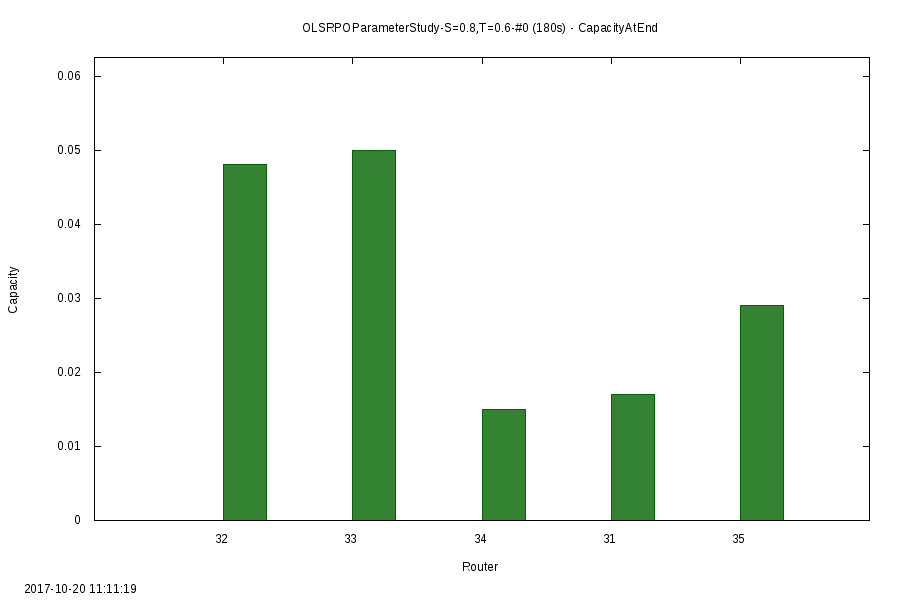 OLSRPOParameterStudy-S=0.8,T=0.6-#0 (180s) - CapacityAtEnd
0.06
0.05
0.04
0.03
0.02
0.01
0
Capacity
32 33 34 31 35
Router
2017-10-20 11:11:19